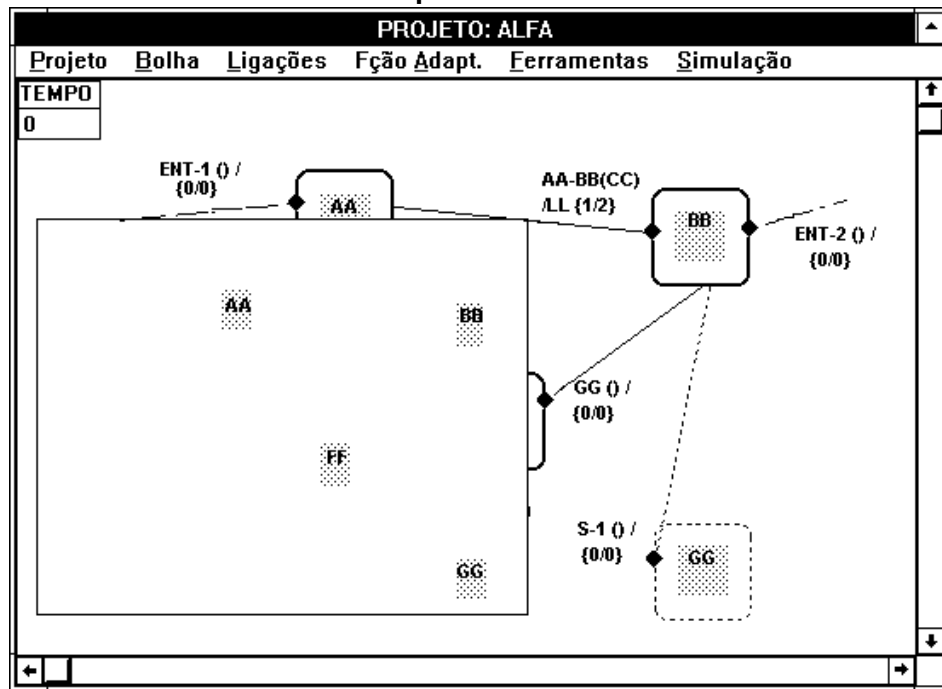 PROJETO: ALFA
Projeto Bolha Ligações Fção Adapt. Ferramentas Simulação
TEMPO
0
ENT-1 () /
{0/0}
AA
AA-BB(CC)
/LL {1/2}
BB
ENT-2 () /
{0/0}
AA
BB
GG () /
{0/0}
FF
S-1 () /
{0/0}
GG
GG